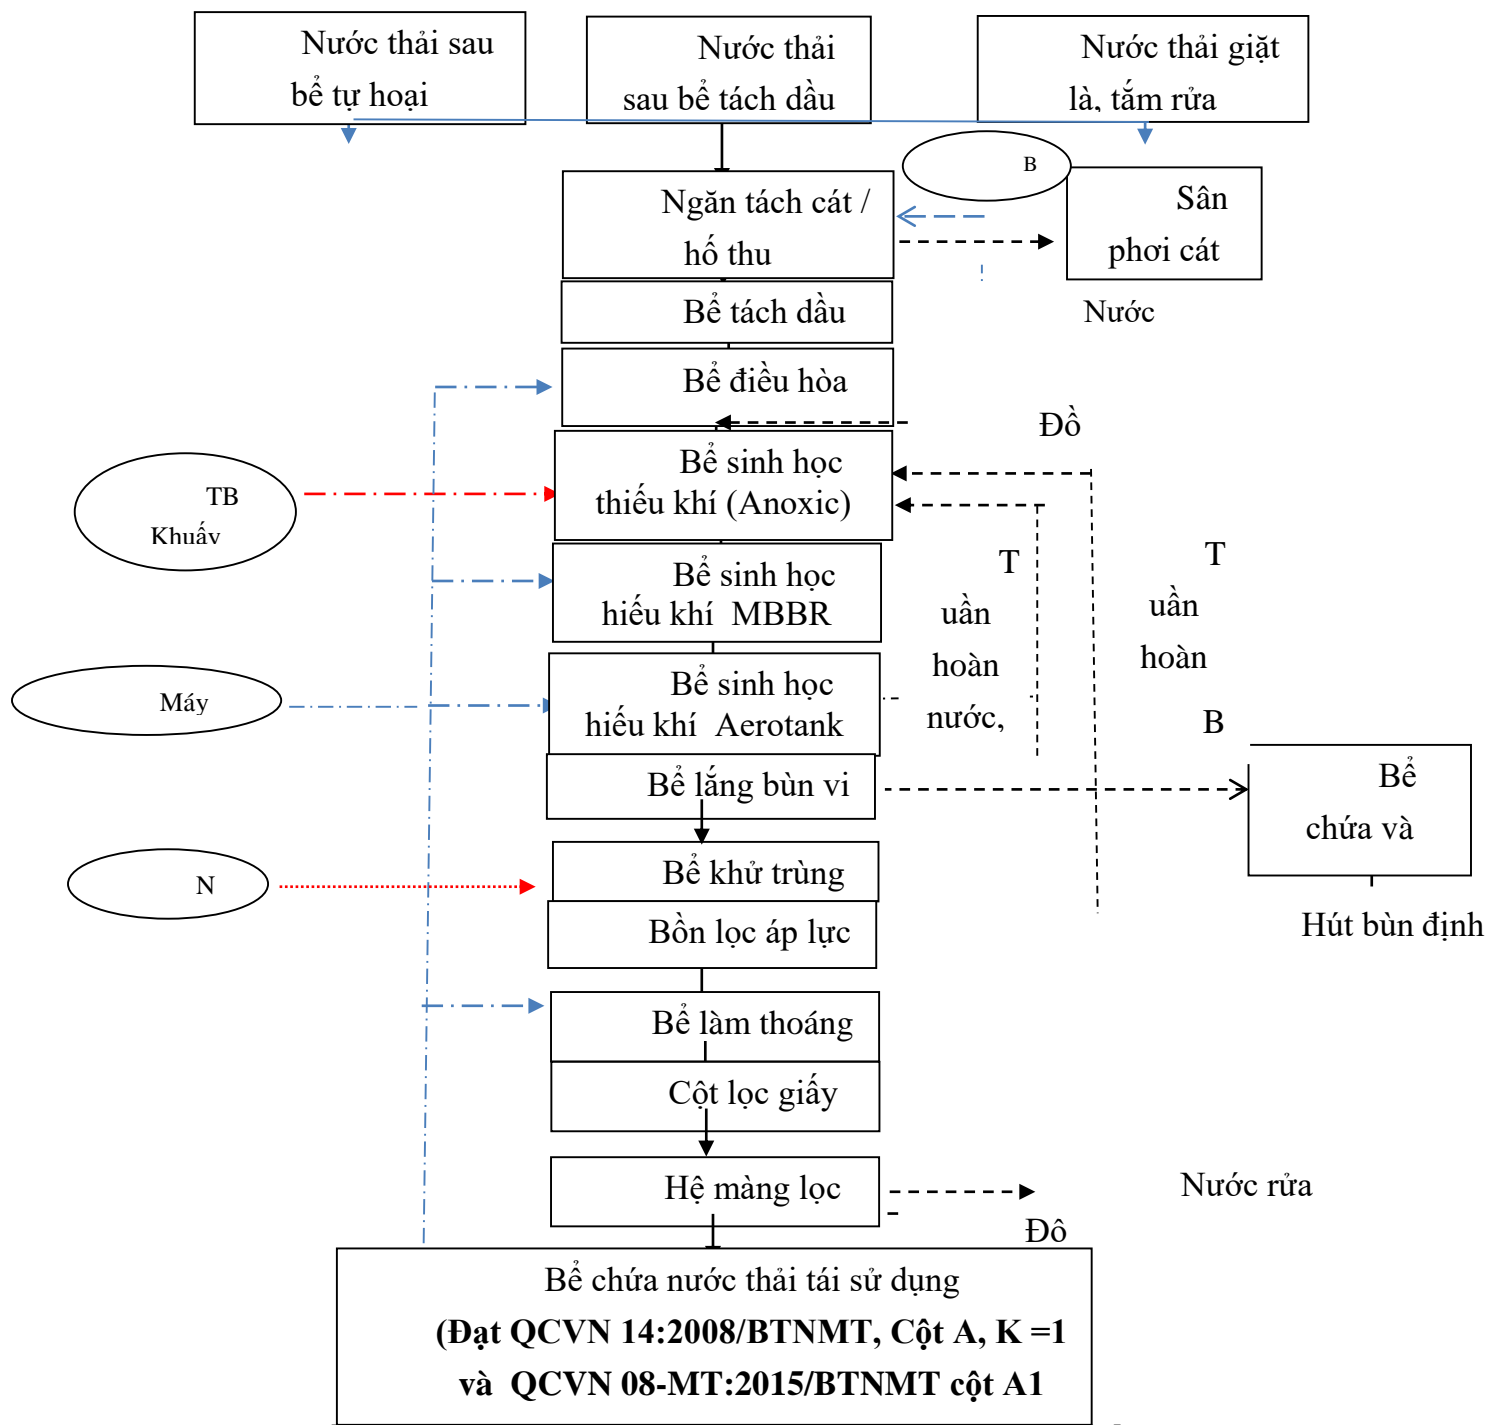 Nước thải sau
bể tự hoại
Nước thải
sau bể tách dầu
Nước thải giặt
là, tắm rửa
B
Ngăn tách cát /
hố thu
Sân
phơi cát
Bể tách dầu
Nước
Bể điều hòa
Đồ
TB
Khuấy
Bể sinh học
thiếu khí (Anoxic)
Bể sinh học
hiếu khí MBBR
T
uần
hoàn
nước,
T
uần
hoàn
B
Máy
Bể sinh học
hiếu khí Aerotank
Bể lắng bùn vi
Bể
chứa và
N
Bể khử trùng
Bồn lọc áp lực
Hút bùn định
Bể làm thoáng
Cột lọc giấy
Hệ màng lọc
Nước rửa
Đô
Bể chứa nước thải tái sử dụng
(Đạt QCVN 14:2008/BTNMT, Cột A, K =1
và QCVN 08-MT:2015/BTNMT cột A1